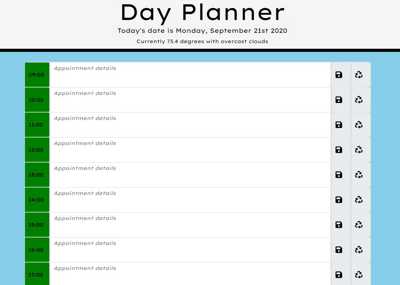 Day Planner
Today's date is Monday, September 21st 2020
Currently 73.4 degrees with overcast clouds
09:00 Appointment details
10:00 Appointment details
11:00 Appointment details
12:00 Appointment details
13:00 Appointment details
14:00 Appointment details
15:00 Appointment details
16:00 Appointment details
17:00 Appointment details